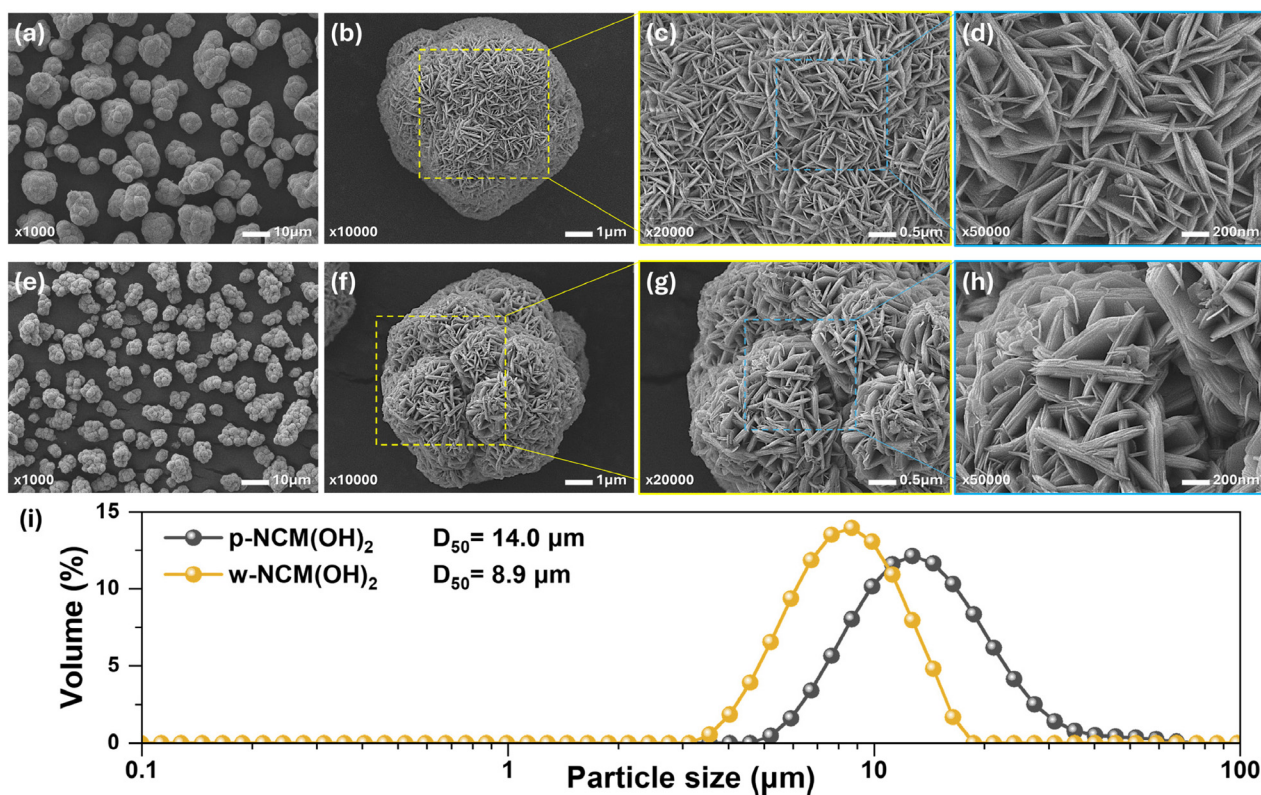 (a)
x1000 10µm
(b)
x10000 1µm
(c)
x20000 0.5µm
(d)
x50000 200nm
(e)
x1000 10µm
(f)
x10000 1µm
(g)
x20000 0.5µm
(h)
x50000 200nm
(i)
p-NCM(OH)₂ D₅₀= 14.0 µm
w-NCM(OH)₂ D₅₀= 8.9 µm
Volume (%)
15
10
5
0
0.1 1 10 100
Particle size (µm)